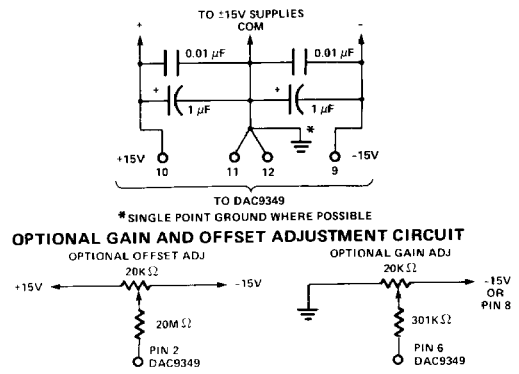 TO ±15V SUPPLIES
+ COM -
0.01 µF 0.01 µF
+ 1 µF + 1 µF
*
+15V -15V
10 11 12 9
TO DAC9349
*SINGLE POINT GROUND WHERE POSSIBLE
OPTIONAL GAIN AND OFFSET ADJUSTMENT CIRCUIT
OPTIONAL OFFSET ADJ
20KΩ
+15V -15V
20MΩ
PIN 2
DAC9349
OPTIONAL GAIN ADJ
20KΩ
-15V
OR
PIN 8
301KΩ
PIN 6
DAC9349